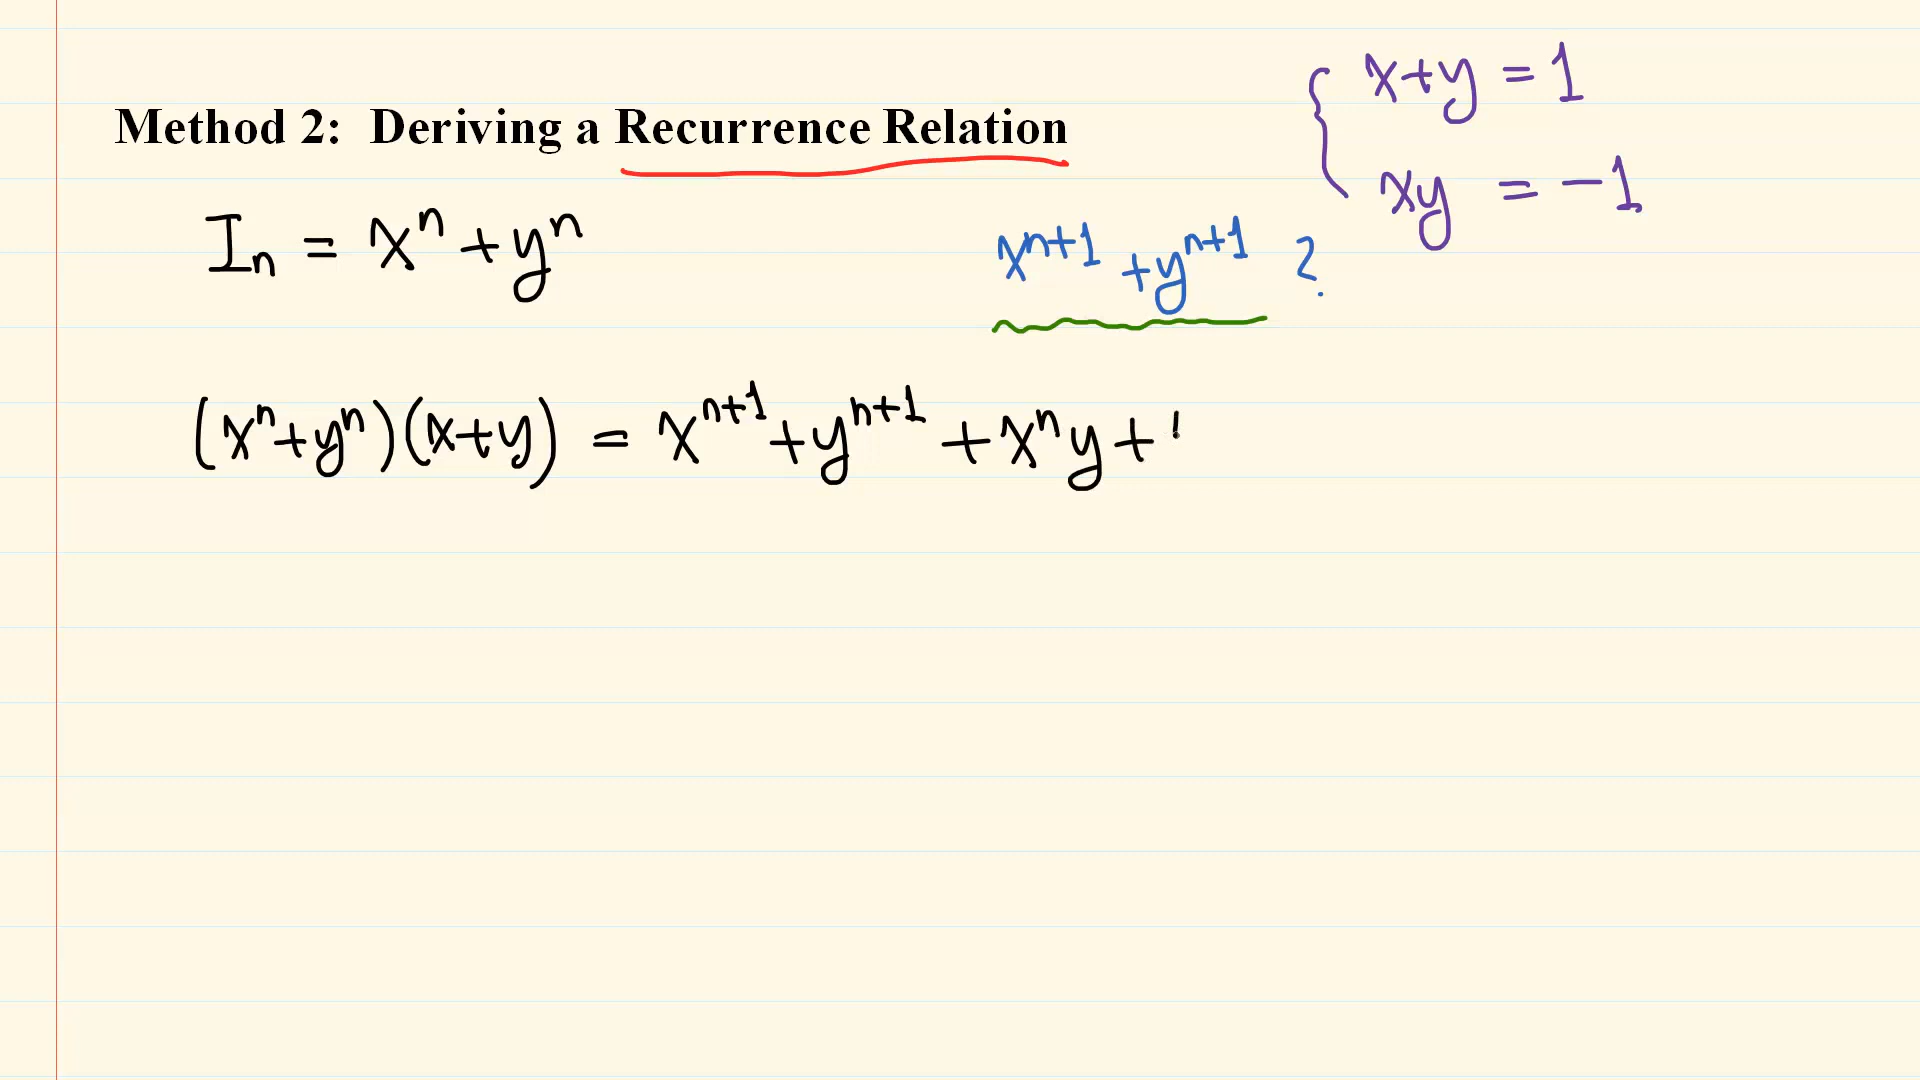 x+y = 1
Method 2: Deriving a Recurrence Relation
xy = -1
Iₙ = xⁿ + yⁿ
xⁿ⁺¹ + yⁿ⁺¹ ?
(xⁿ+yⁿ)(x+y) = xⁿ⁺¹ + yⁿ⁺¹ + xⁿy +